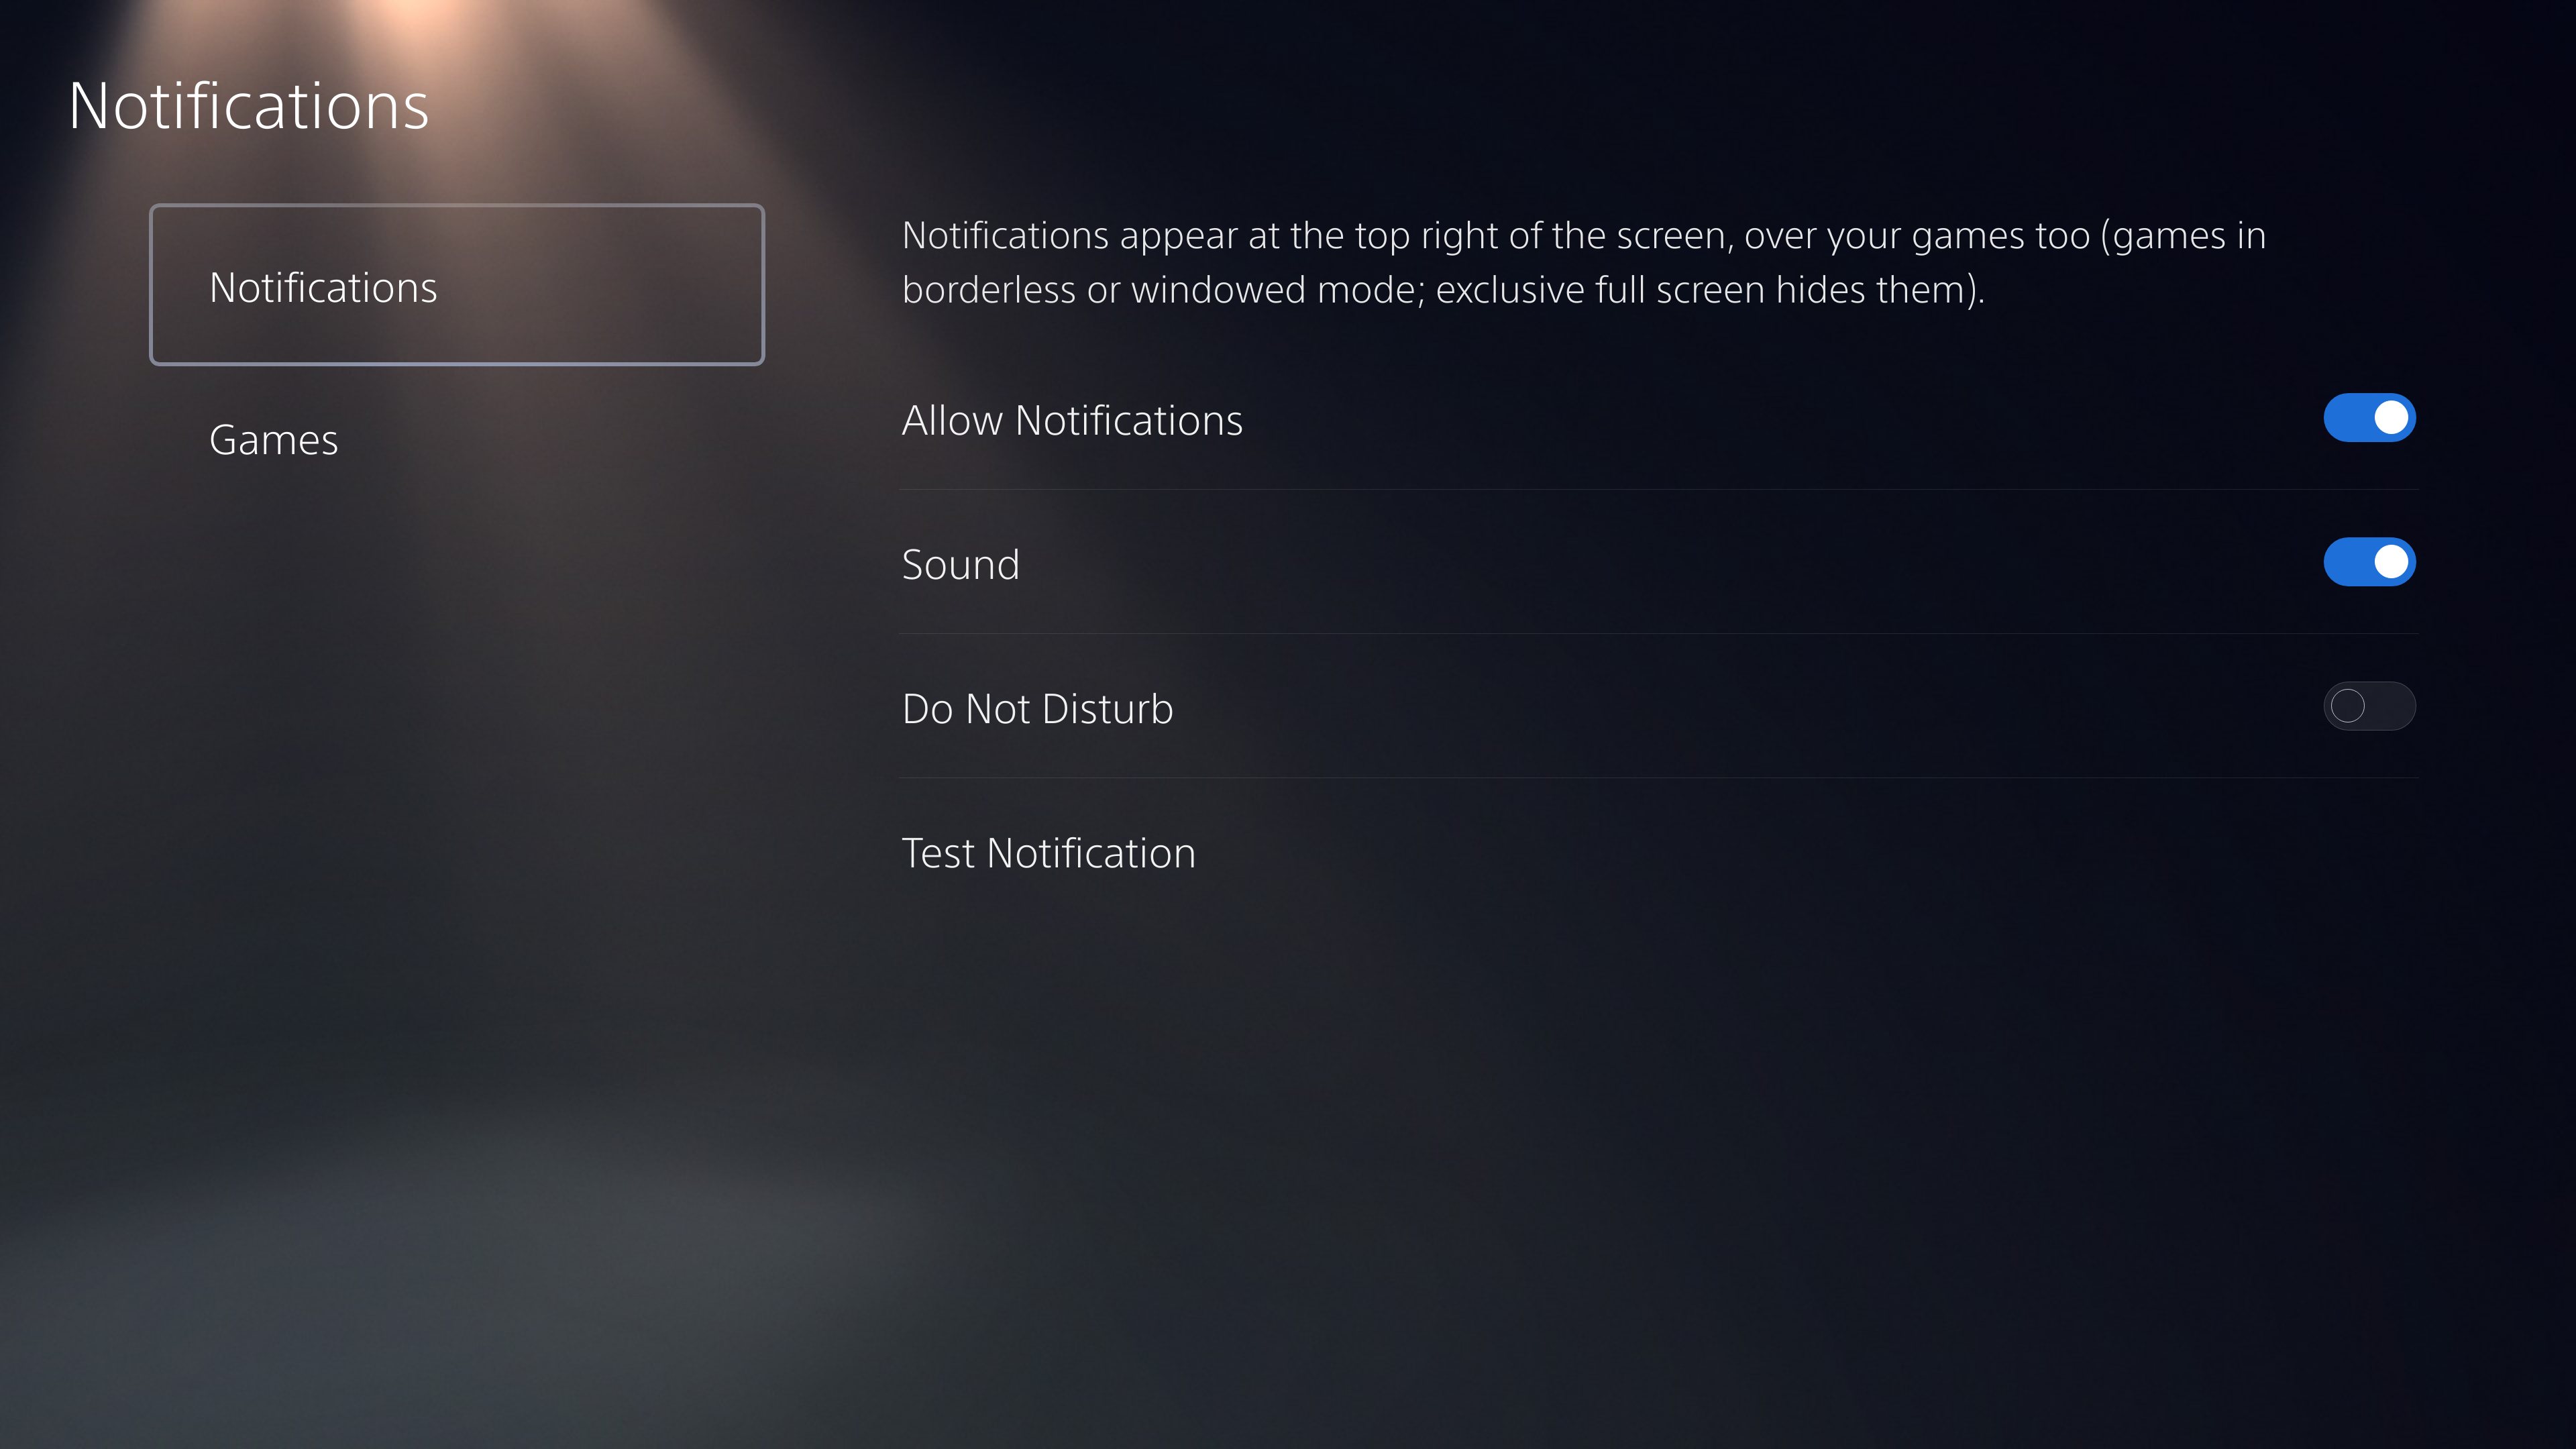 Notifications
Notifications
Games
Notifications appear at the top right of the screen, over your games too (games in
borderless or windowed mode; exclusive full screen hides them).
Allow Notifications
Sound
Do Not Disturb
Test Notification